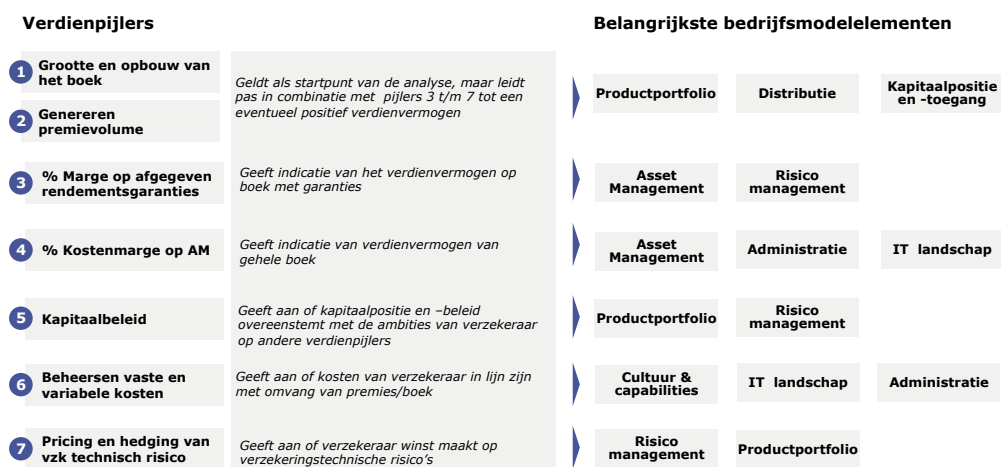 Verdienpijlers
Belangrijkste bedrijfsmodelelementen
1
Grootte en opbouw van
het boek
2
Genereren
premievolume
Geldt als startpunt van de analyse, maar leidt
pas in combinatie met pijlers 3 t/m 7 tot een
eventueel positief verdienvermogen
Productportfolio
Distributie
Kapitaalpositie
en -toegang
3
% Marge op afgegeven
rendementsgaranties
Geeft indicatie van het verdienvermogen op
boek met garanties
Asset
Management
Risico
management
4
% Kostenmarge op AM
Geeft indicatie van verdienvermogen van
gehele boek
Asset
Management
Administratie
IT landschap
5
Kapitaalbeleid
Geeft aan of kapitaalpositie en –beleid
overeenstemt met de ambities van verzekeraar
op andere verdienpijlers
Productportfolio
Risico
management
6
Beheersen vaste en
variabele kosten
Geeft aan of kosten van verzekeraar in lijn zijn
met omvang van premies/boek
Cultuur &
capabilities
IT landschap
Administratie
7
Pricing en hedging van
vzk technisch risico
Geeft aan of verzekeraar winst maakt op
verzekeringstechnische risico’s
Risico
management
Productportfolio